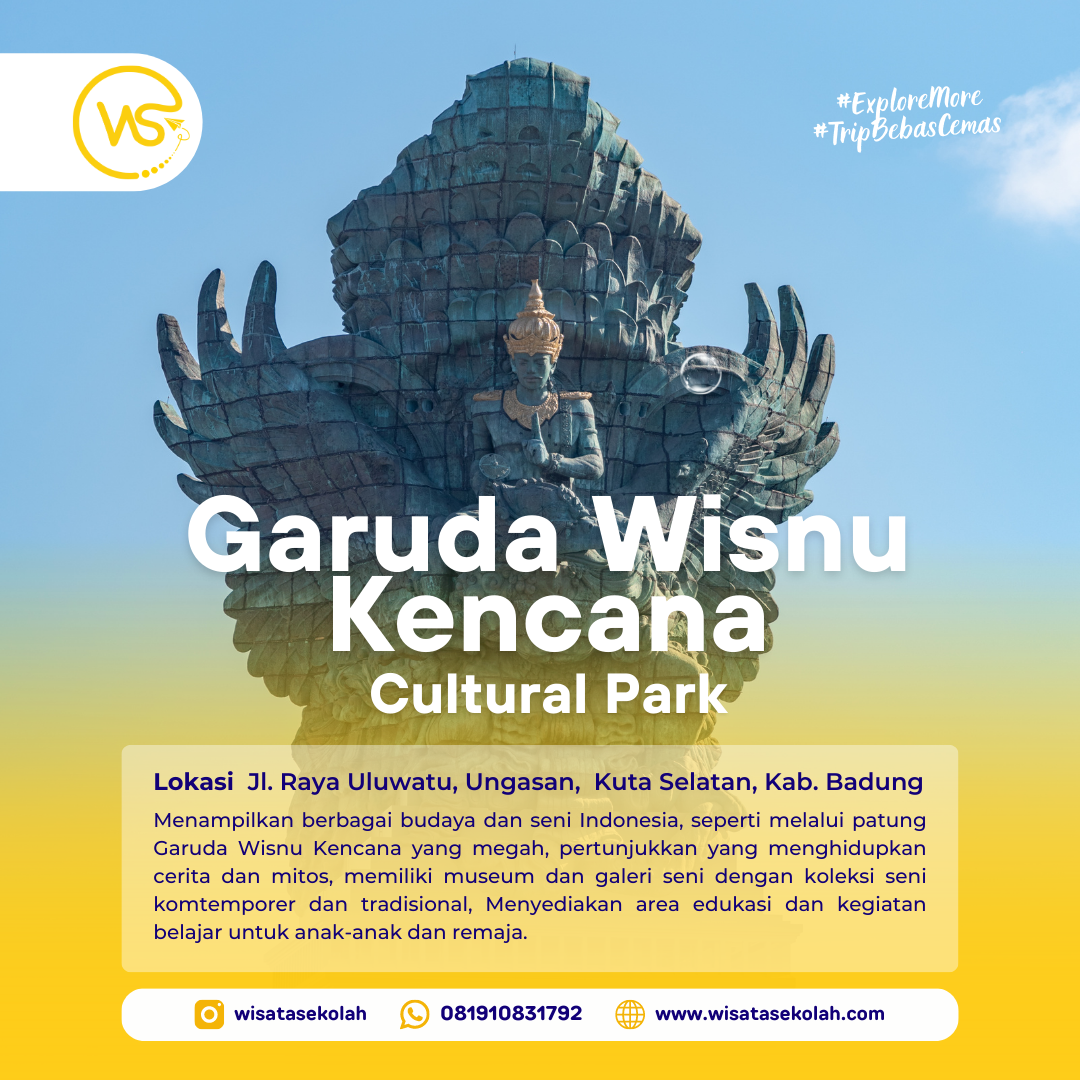 WS
#ExploreMore
#TripBebasCemas
Garuda Wisnu
Kencana
Cultural Park
Lokasi Jl. Raya Uluwatu, Ungasan, Kuta Selatan, Kab. Badung
Menampilkan berbagai budaya dan seni Indonesia, seperti melalui patung
Garuda Wisnu Kencana yang megah, pertunjukkan yang menghidupkan
cerita dan mitos, memiliki museum dan galeri seni dengan koleksi seni
komtemporer dan tradisional, Menyediakan area edukasi dan kegiatan
belajar untuk anak-anak dan remaja.
wisatasekolah 081910831792 www.wisatasekolah.com